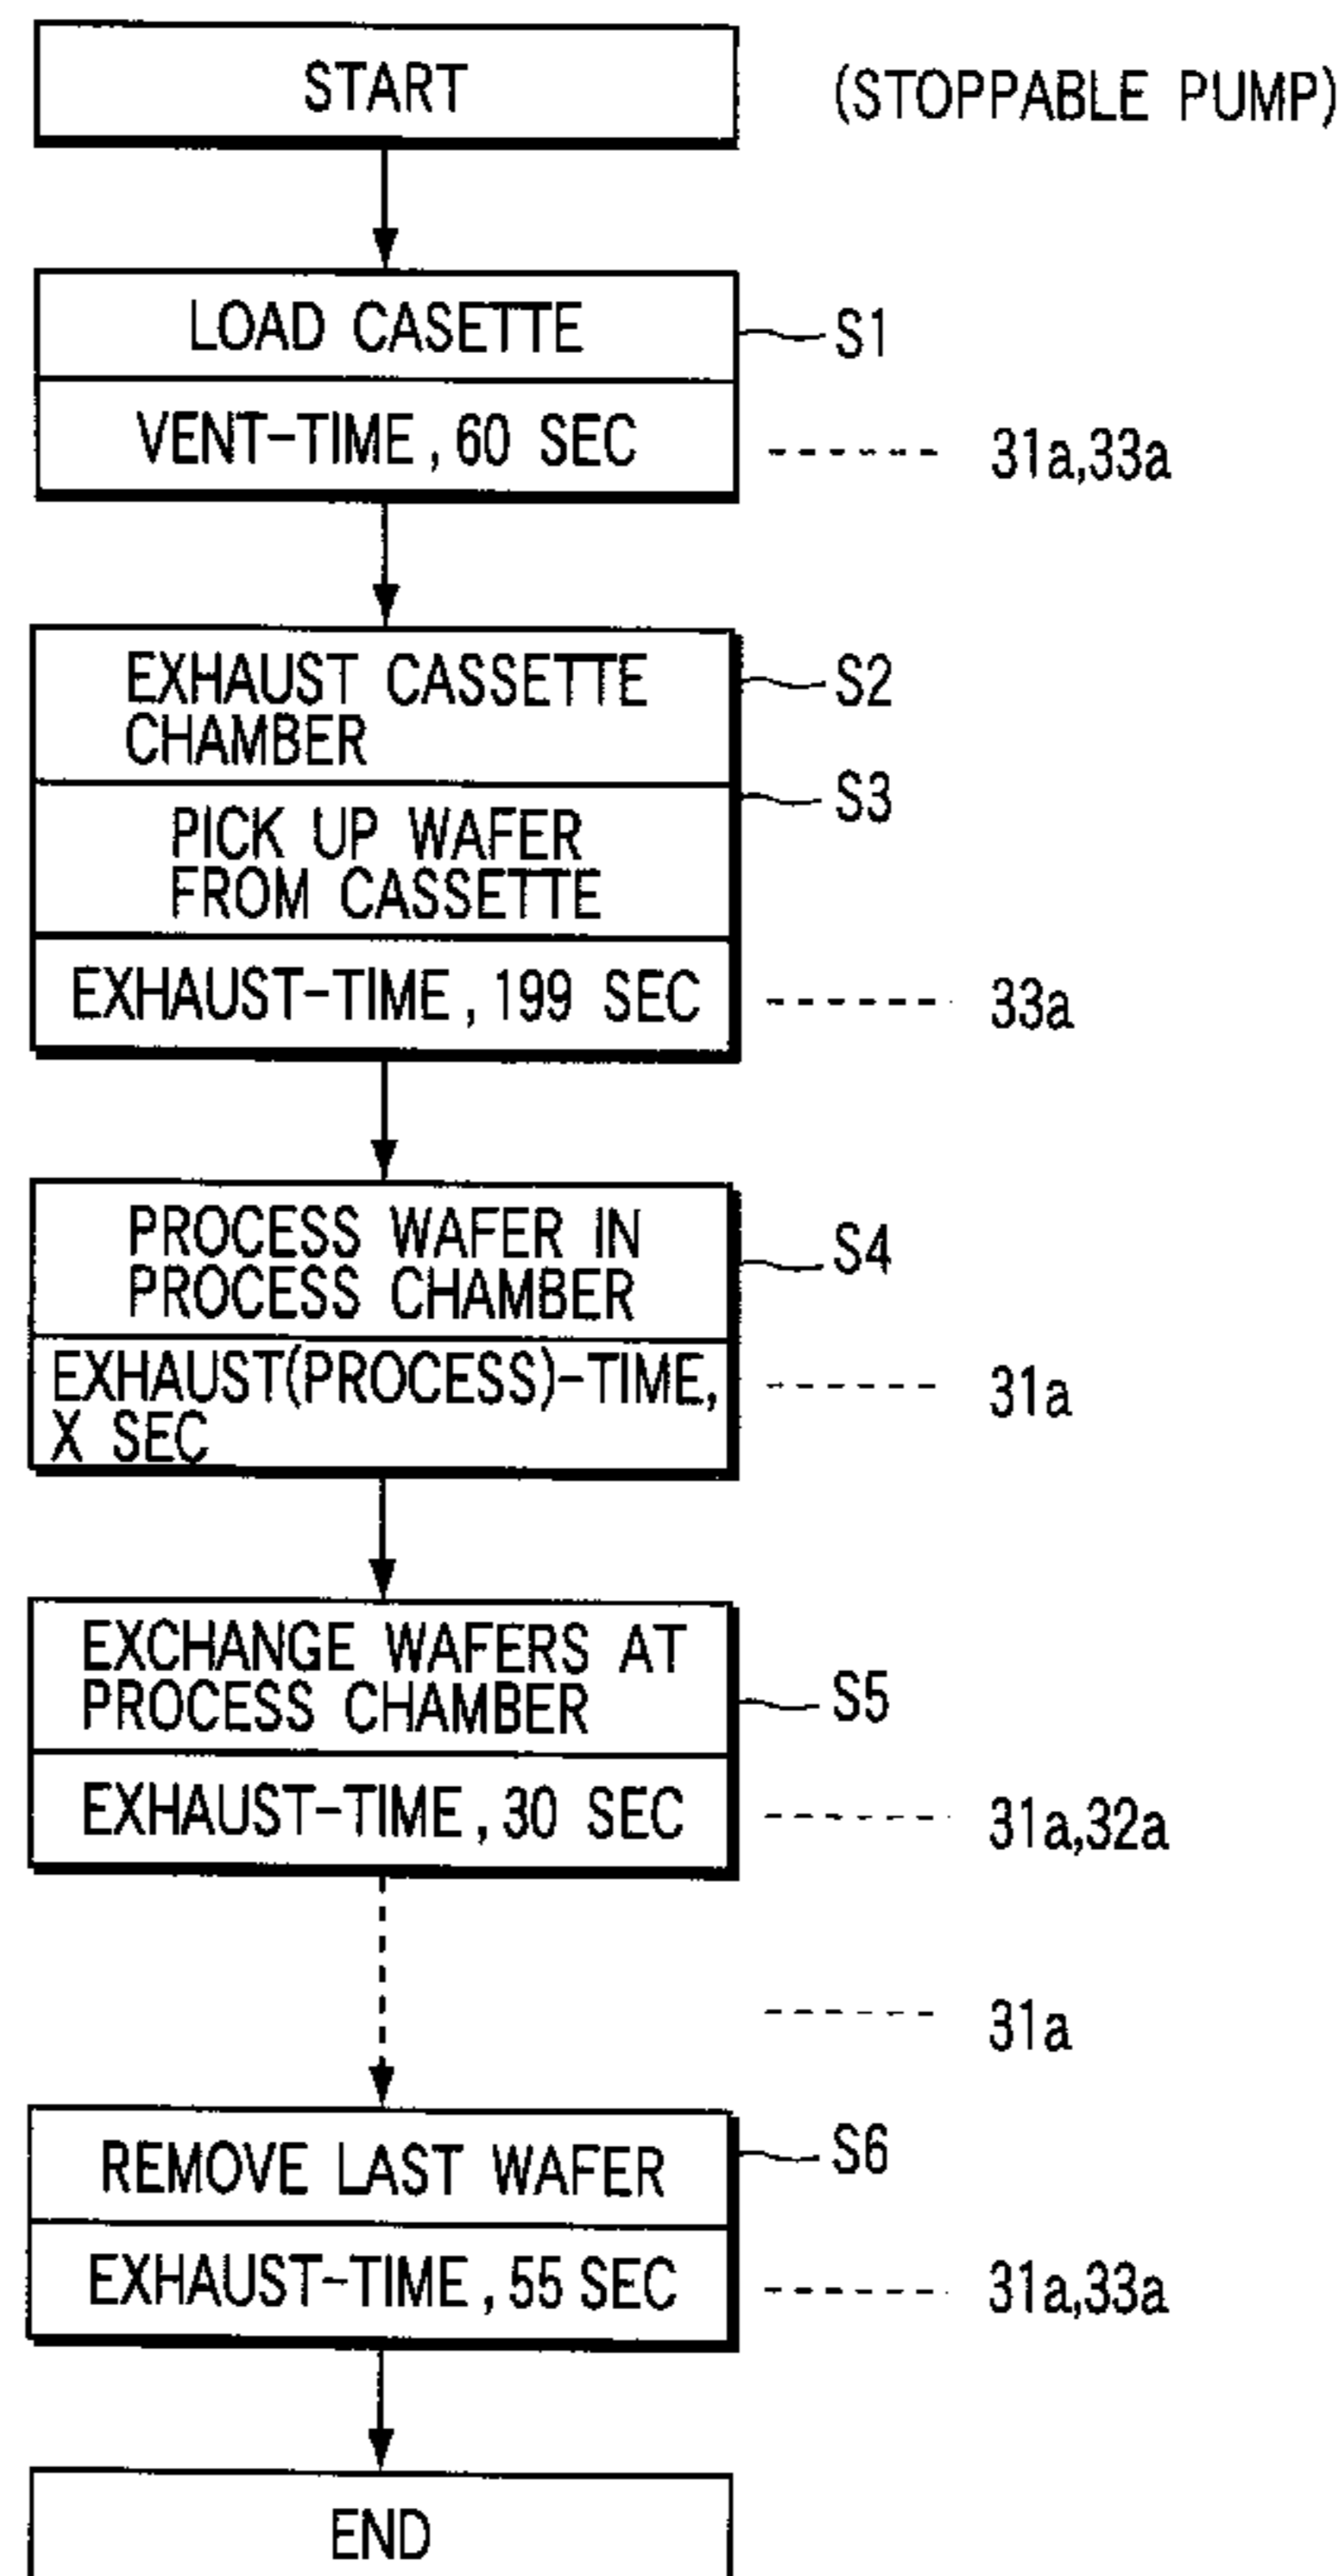 START
(STOPPABLE PUMP)
LOAD CASETTE
S1
VENT-TIME, 60 SEC
31a,33a
EXHAUST CASSETTE
CHAMBER
S2
S3
PICK UP WAFER
FROM CASSETTE
EXHAUST-TIME, 199 SEC
33a
PROCESS WAFER IN
PROCESS CHAMBER
S4
EXHAUST(PROCESS)-TIME,
X SEC
31a
EXCHANGE WAFERS AT
PROCESS CHAMBER
S5
EXHAUST-TIME, 30 SEC
31a,32a
31a
REMOVE LAST WAFER
S6
EXHAUST-TIME, 55 SEC
31a,33a
END